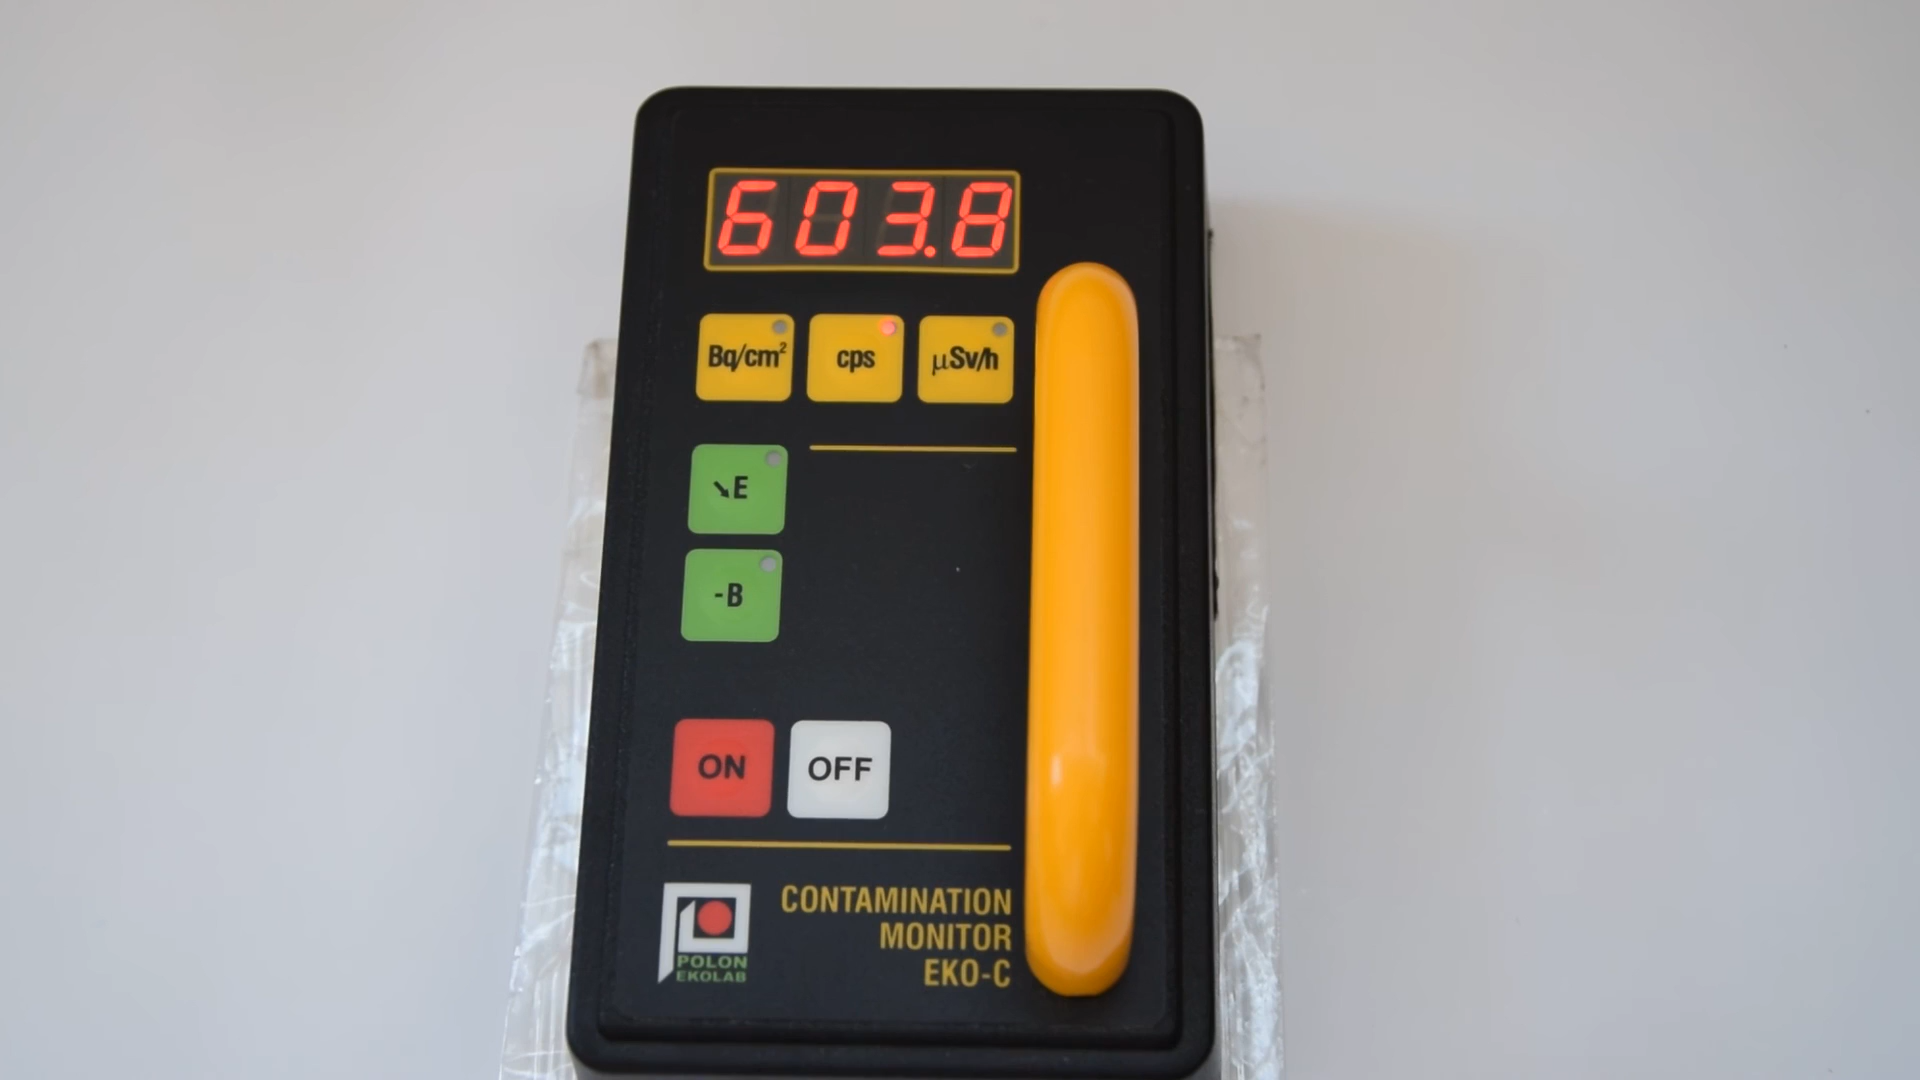 603.8
Bq/cm² cps µSv/h
↘E
-B
ON OFF
CONTAMINATION
MONITOR
EKO-C
POLON
EKOLAB